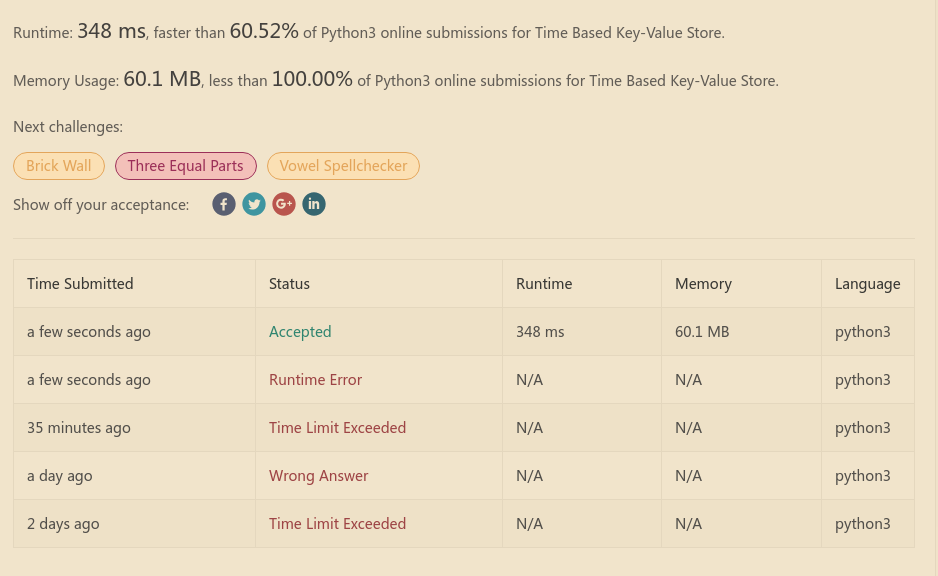 Runtime: 348 ms, faster than 60.52% of Python3 online submissions for Time Based Key-Value Store.
Memory Usage: 60.1 MB, less than 100.00% of Python3 online submissions for Time Based Key-Value Store.
Next challenges:
Brick Wall Three Equal Parts Vowel Spellchecker
Show off your acceptance: f G+ in
Time Submitted Status Runtime Memory Language
a few seconds ago Accepted 348 ms 60.1 MB python3
a few seconds ago Runtime Error N/A N/A python3
35 minutes ago Time Limit Exceeded N/A N/A python3
a day ago Wrong Answer N/A N/A python3
2 days ago Time Limit Exceeded N/A N/A python3